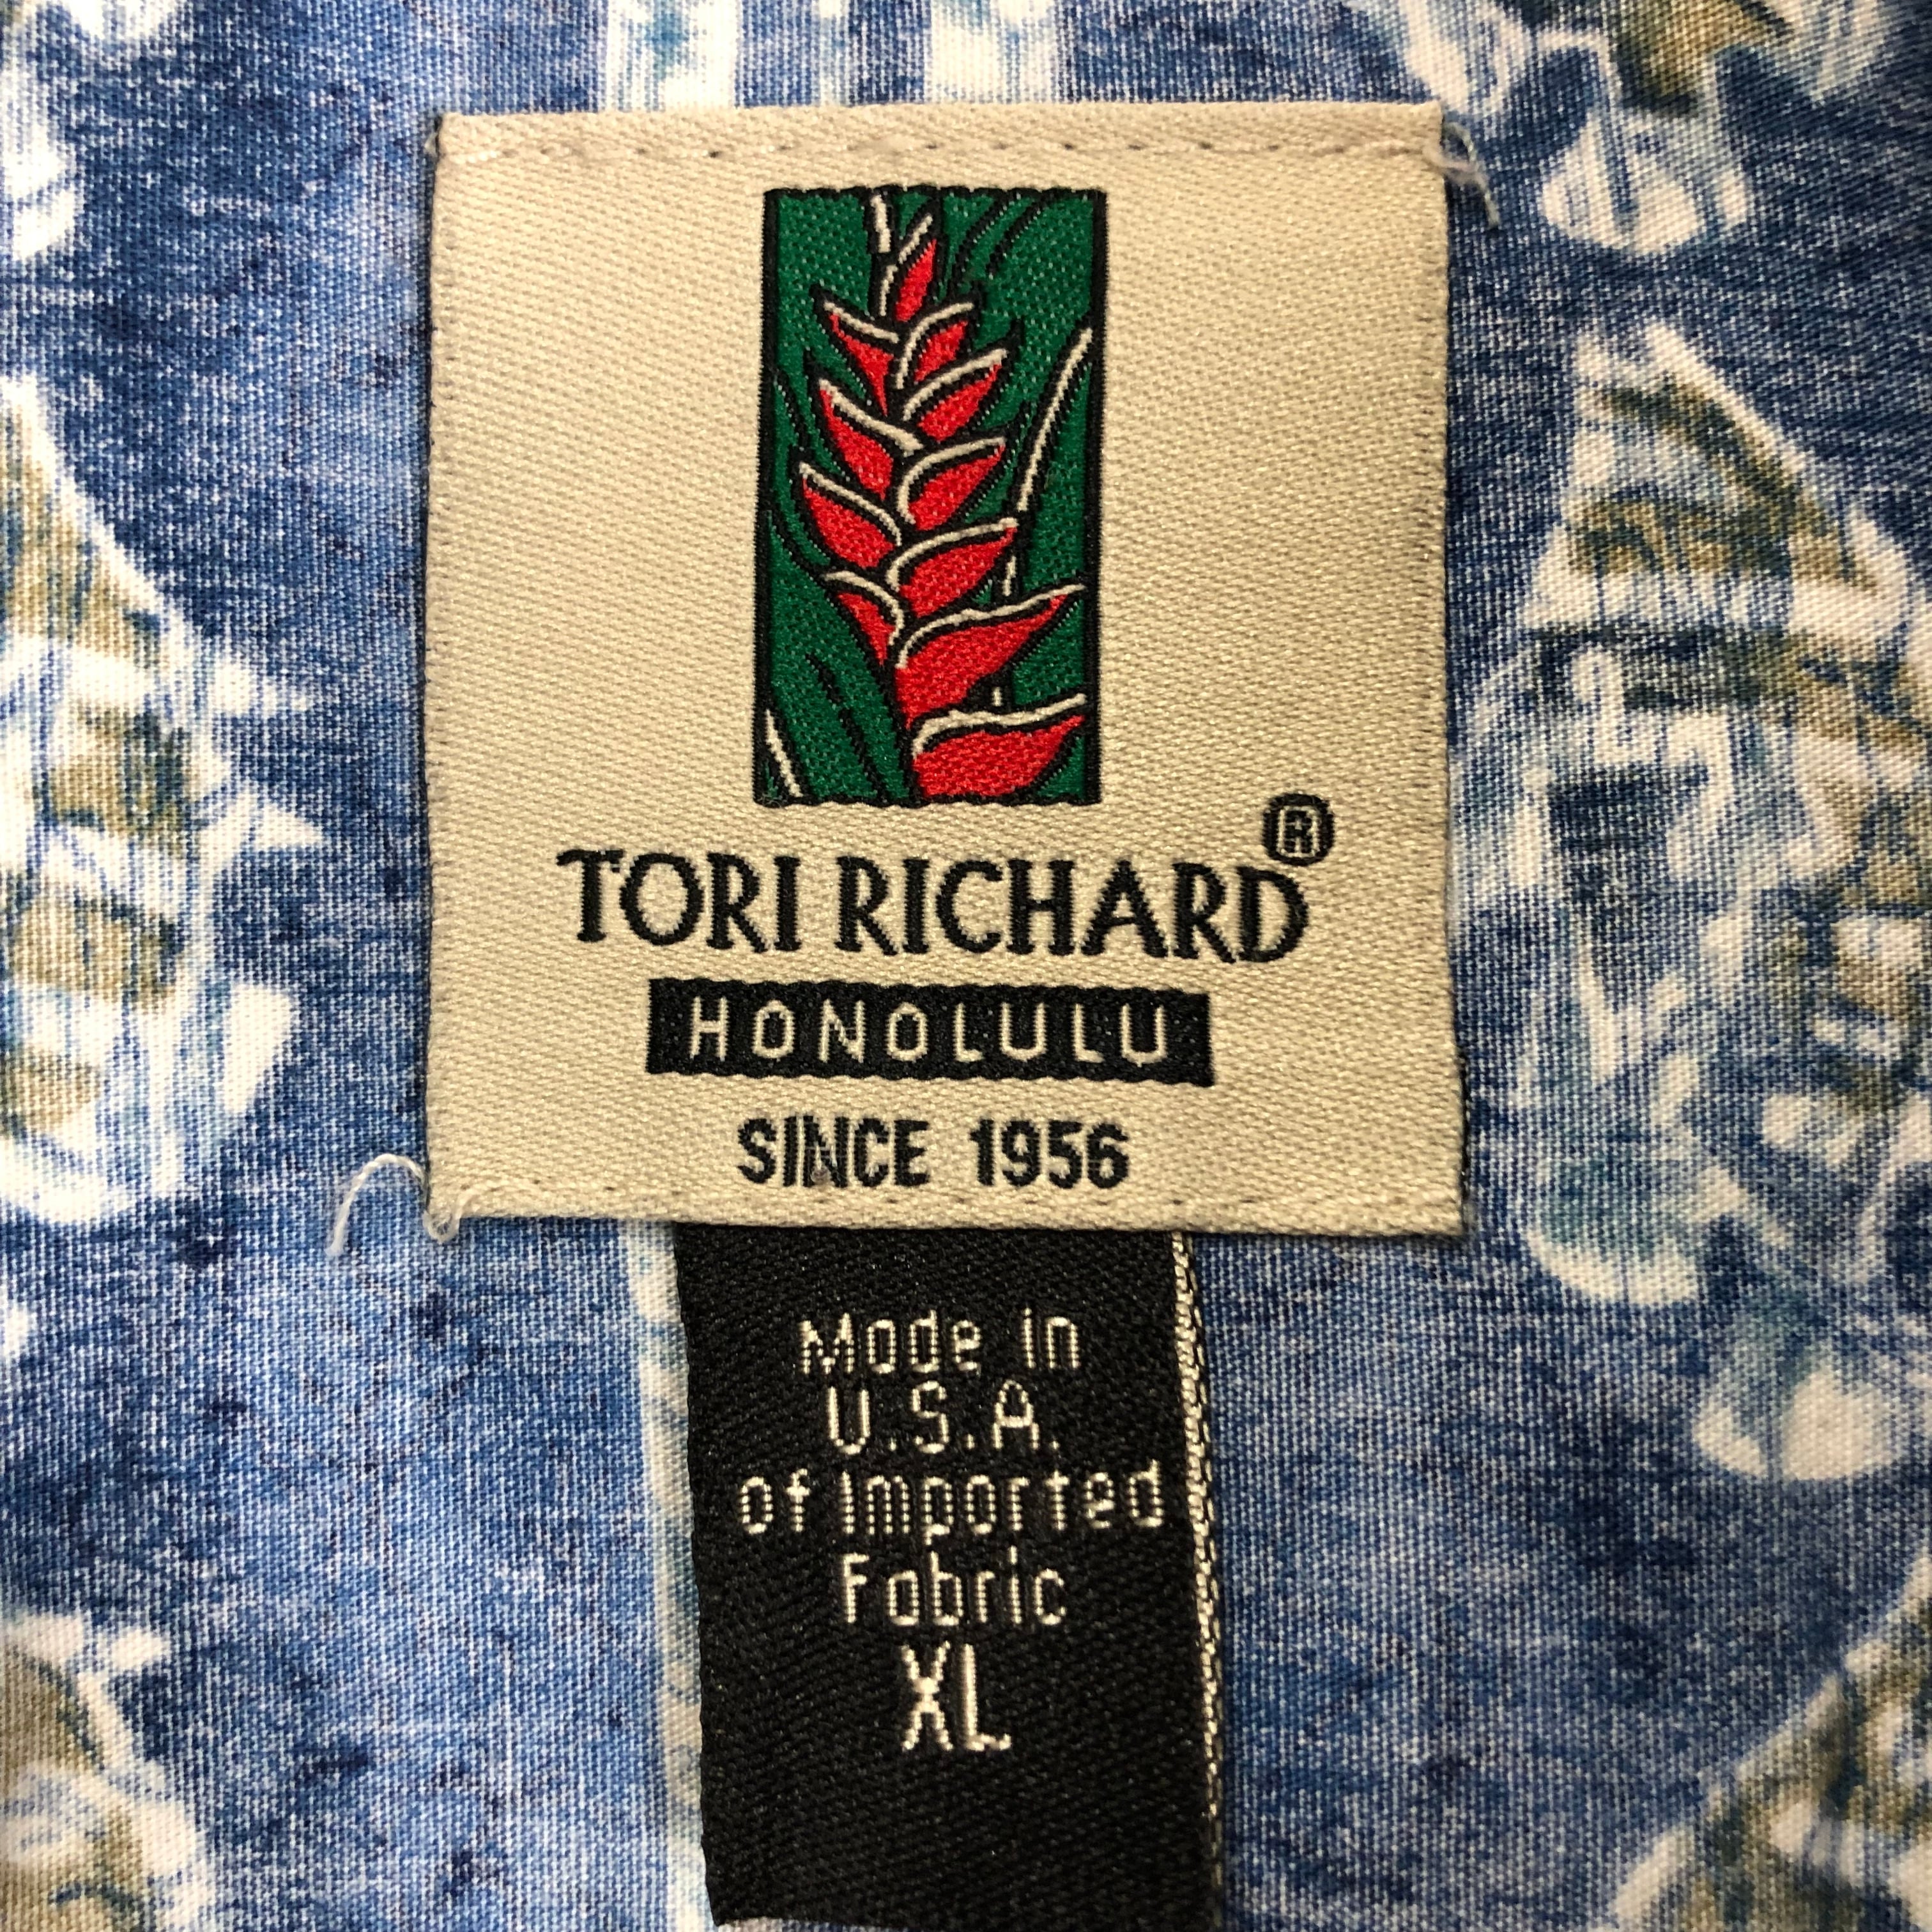 TORI RICHARD®
HONOLULU
SINCE 1956
Made in
U.S.A.
of Imported
Fabric
XL